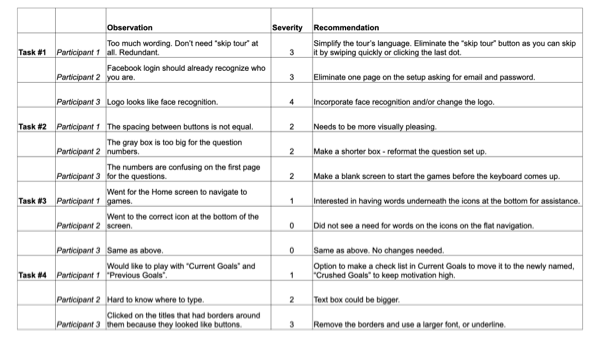 Observation Severity Recommendation
Too much wording. Don't need "skip tour" at Simplify the tour's language. Eliminate the "skip tour" button as you can skip
Task #1 Participant 1 all. Redundant. 3 it by swiping quickly or clicking the last dot.
Facebook login should already recognize who
Participant 2 you are. 3 Eliminate one page on the setup asking for email and password.
Participant 3 Logo looks like face recognition. 4 Incorporate face recognition and/or change the logo.
Task #2 Participant 1 The spacing between buttons is not equal. 2 Needs to be more visually pleasing.
The gray box is too big for the question
Participant 2 numbers. 2 Make a shorter box - reformat the question set up.
The numbers are confusing on the first page
Participant 3 for the questions. 2 Make a blank screen to start the games before the keyboard comes up.
Went for the Home screen to navigate to
Task #3 Participant 1 games. 1 Interested in having words underneath the icons at the bottom for assistance.
Went to the correct icon at the bottom of the
Participant 2 screen. 0 Did not see a need for words on the icons on the flat navigation.
Participant 3 Same as above. 0 Same as above. No changes needed.
Would like to play with "Current Goals" and Option to make a check list in Current Goals to move it to the newly named,
Task #4 Participant 1 "Previous Goals". 1 "Crushed Goals" to keep motivation high.
Participant 2 Hard to know where to type. 2 Text box could be bigger.
Clicked on the titles that had borders around
Participant 3 them because they looked like buttons. 3 Remove the borders and use a larger font, or underline.